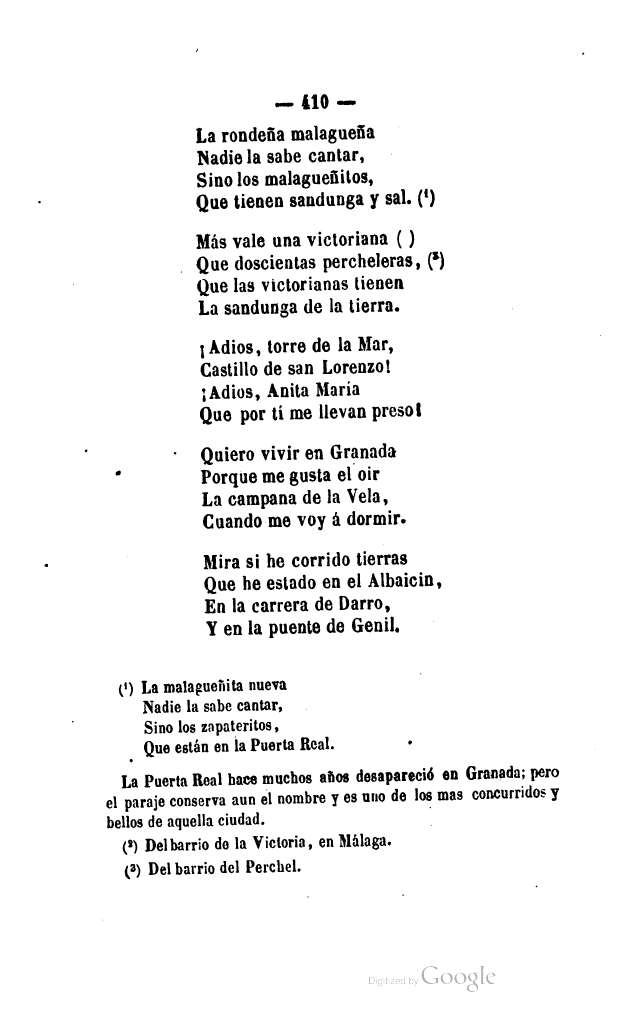 — 410 —
La rondeña malagueña
Nadie la sabe cantar,
Sino los malagueñitos,
Que tienen sandunga y sal. (¹)
Más vale una victoriana ( )
Que doscientas percheleras, (³)
Que las victorianas tienen
La sandunga de la tierra.
¡Adios, torre de la Mar,
Castillo de san Lorenzo!
¡Adios, Anita María
Que por tí me llevan preso!
Quiero vivir en Granada
Porque me gusta el oir
La campana de la Vela,
Cuando me voy á dormir.
Mira si he corrido tierras
Que he estado en el Albaicin,
En la carrera de Darro,
Y en la puente de Genil.
(¹) La malagueñita nueva
Nadie la sabe cantar,
Sino los zapateritos,
Que están en la Puerta Real.
La Puerta Real hace muchos años desapareció en Granada; pero
el paraje conserva aun el nombre y es uno de los mas concurridos y
bellos de aquella ciudad.
(²) Del barrio de la Victoria, en Málaga.
(³) Del barrio del Perchel.
Digitized by Google